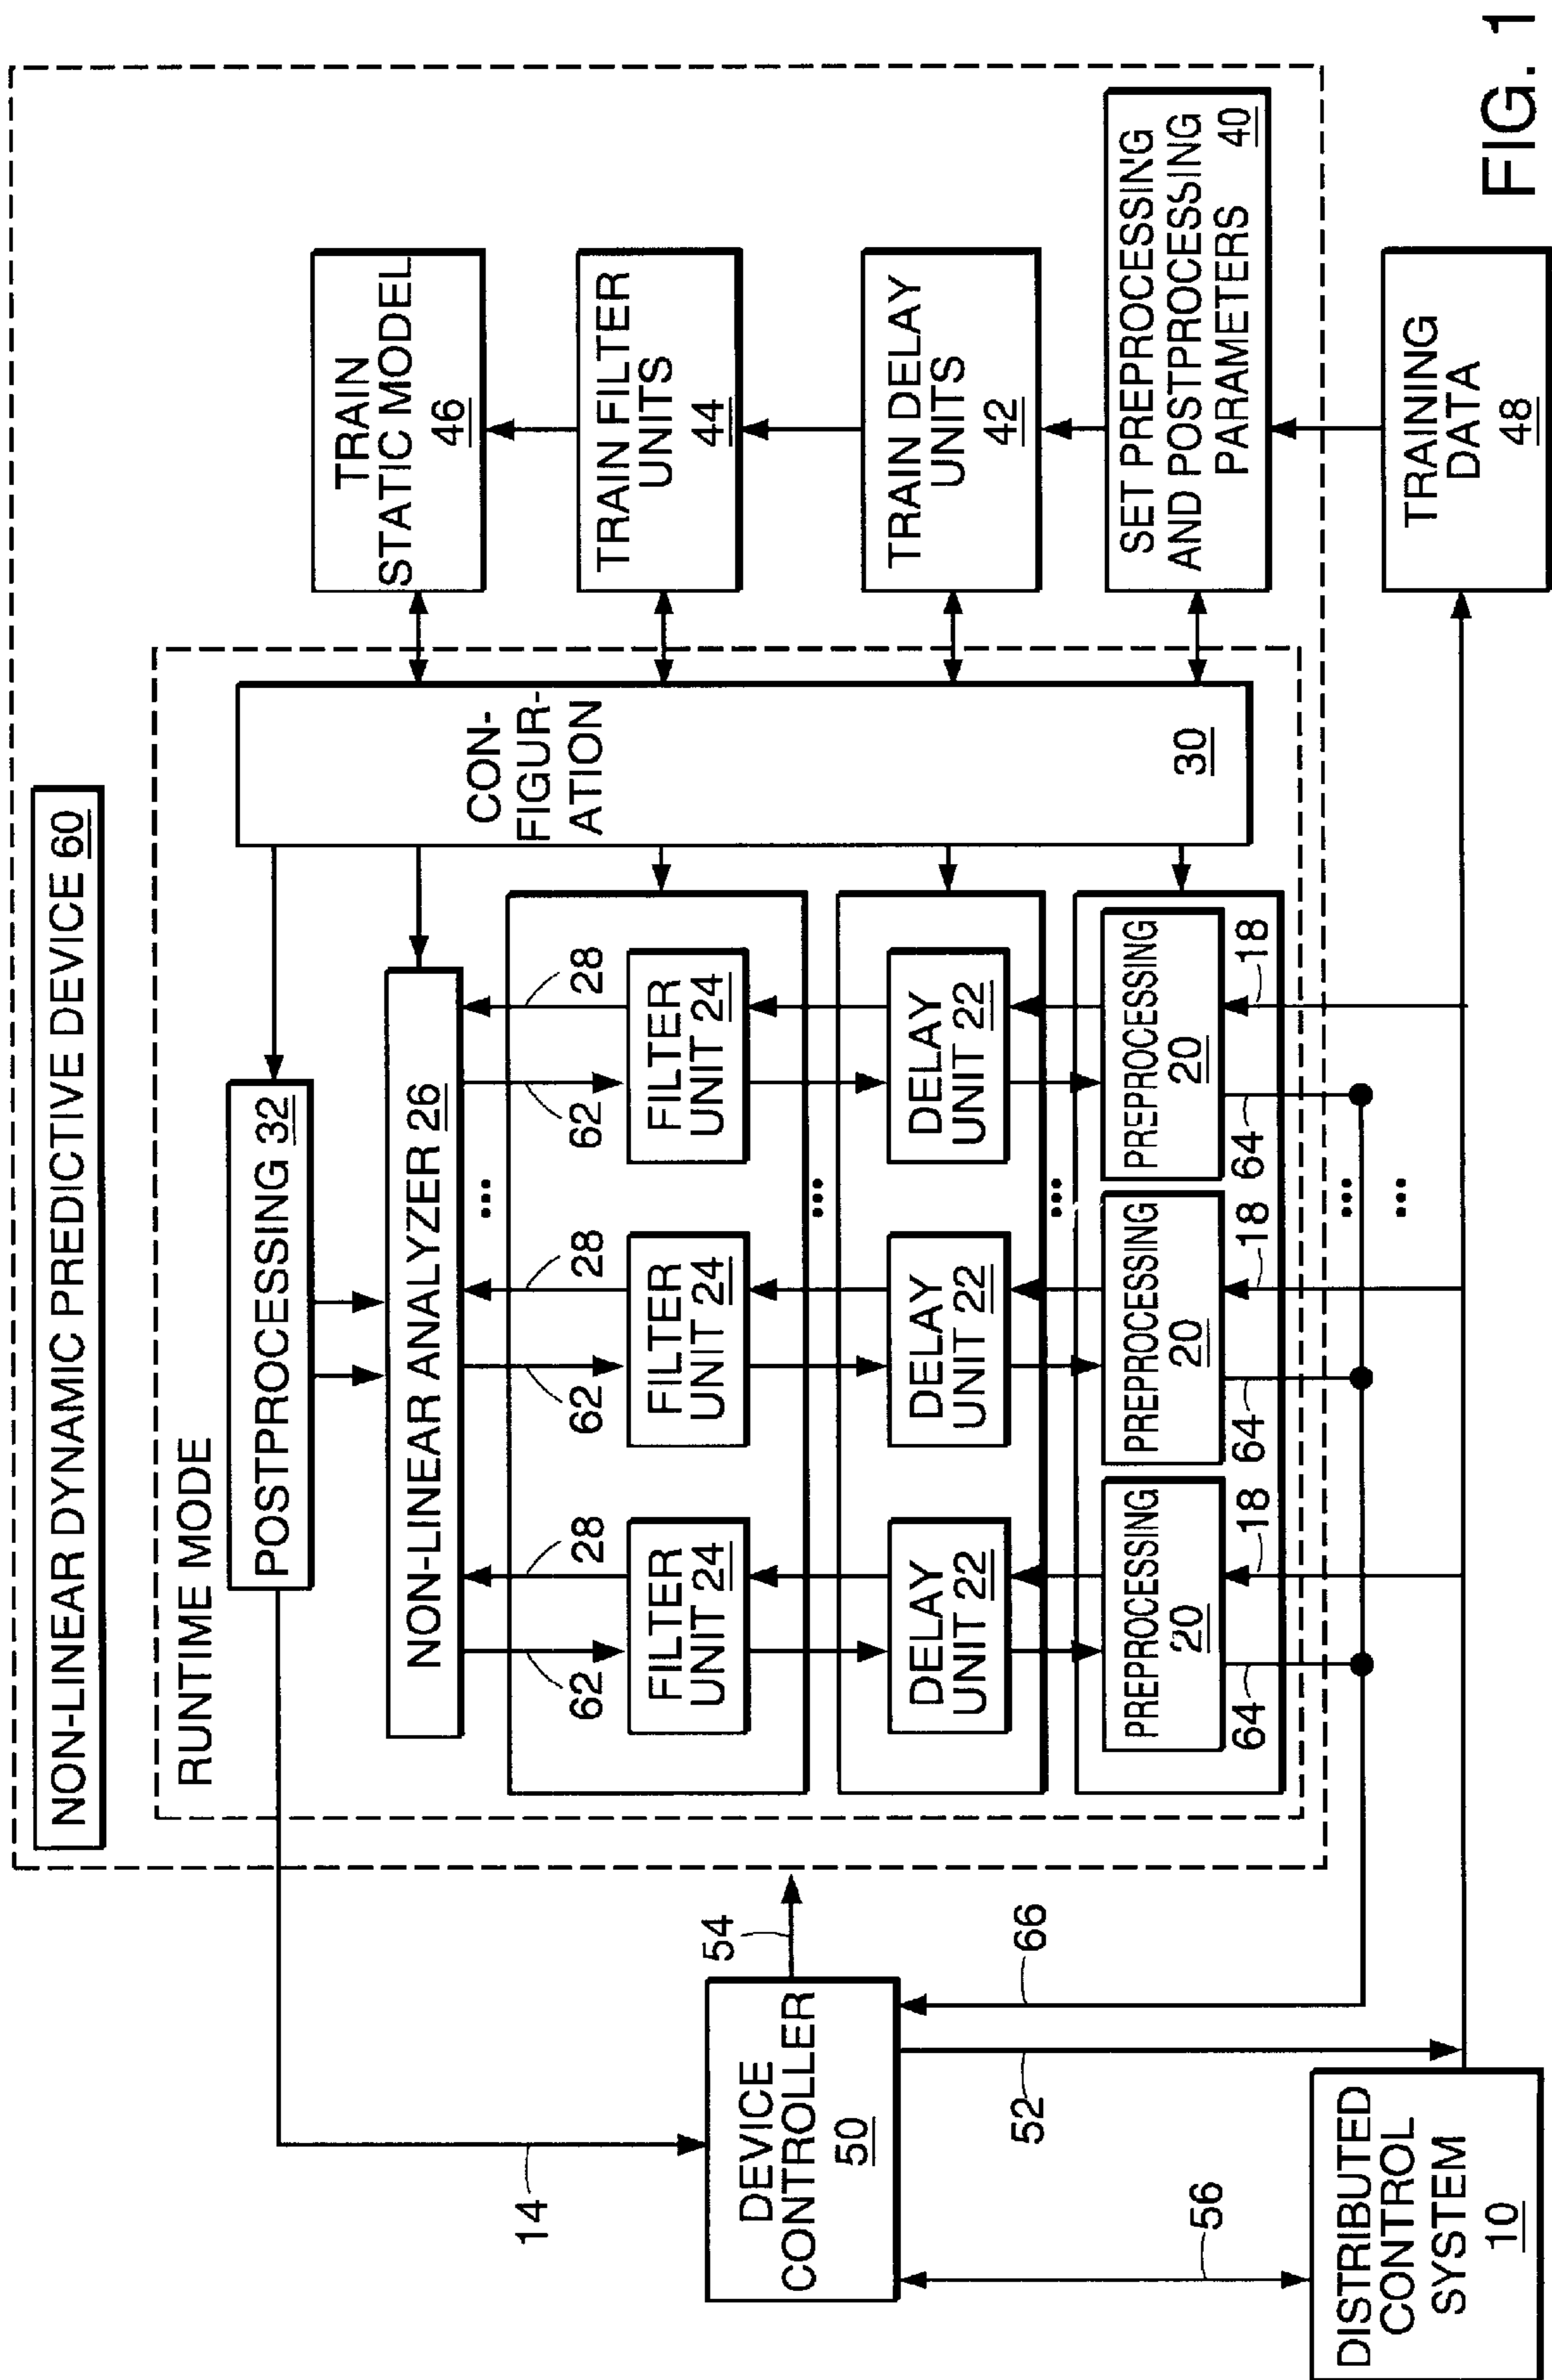 NON-LINEAR DYNAMIC PREDICTIVE DEVICE 60
RUNTIME MODE
POSTPROCESSING 32
NON-LINEAR ANALYZER 26
62
28
62
28
...
62
28
FILTER
UNIT 24
FILTER
UNIT 24
FILTER
UNIT 24
...
DELAY
UNIT 22
DELAY
UNIT 22
DELAY
UNIT 22
...
PREPROCESSING
20
PREPROCESSING
20
PREPROCESSING
20
64
18
64
18
64
18
...
...
CON-
FIGUR-
ATION
30
TRAIN
STATIC MODEL
46
TRAIN FILTER
UNITS
44
TRAIN DELAY
UNITS
42
SET PREPROCESSING
AND POSTPROCESSING
PARAMETERS 40
TRAINING
DATA
48
14
DEVICE
CONTROLLER
50
54
66
52
56
DISTRIBUTED
CONTROL
SYSTEM
10
FIG. 1